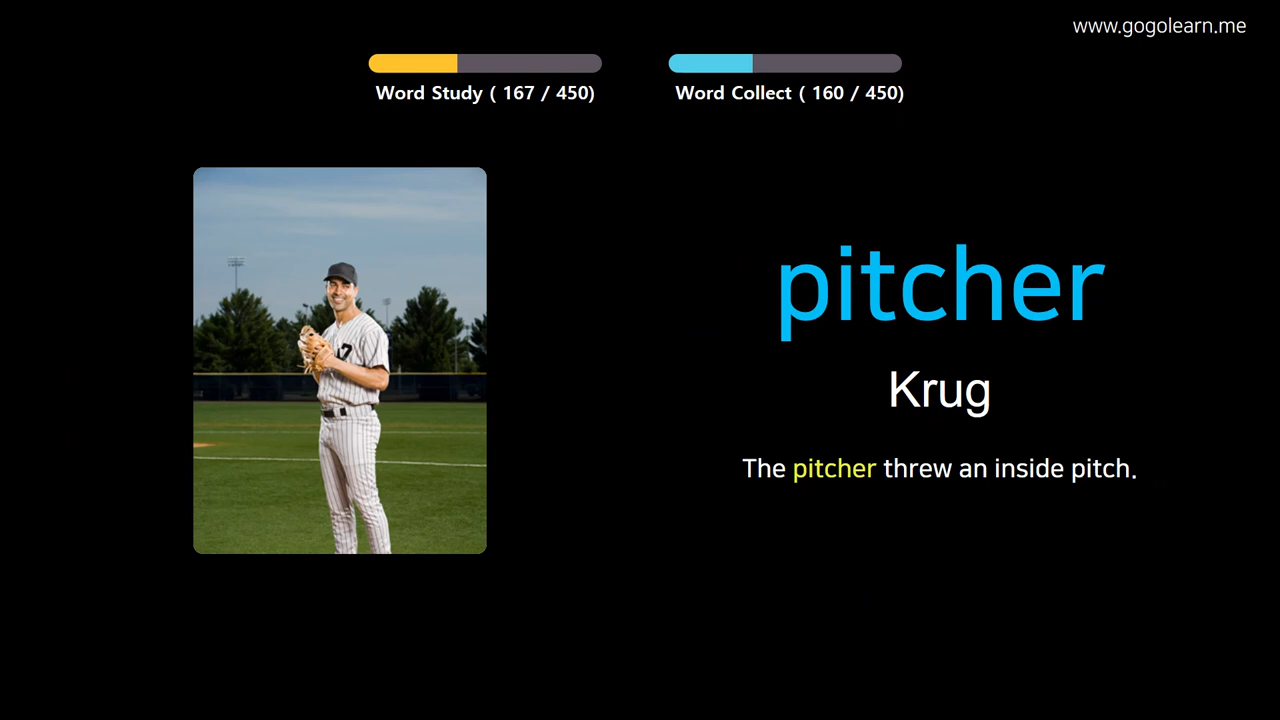 www.gogolearn.me
Word Study ( 167 / 450)
Word Collect ( 160 / 450)
pitcher
Krug
The pitcher threw an inside pitch.